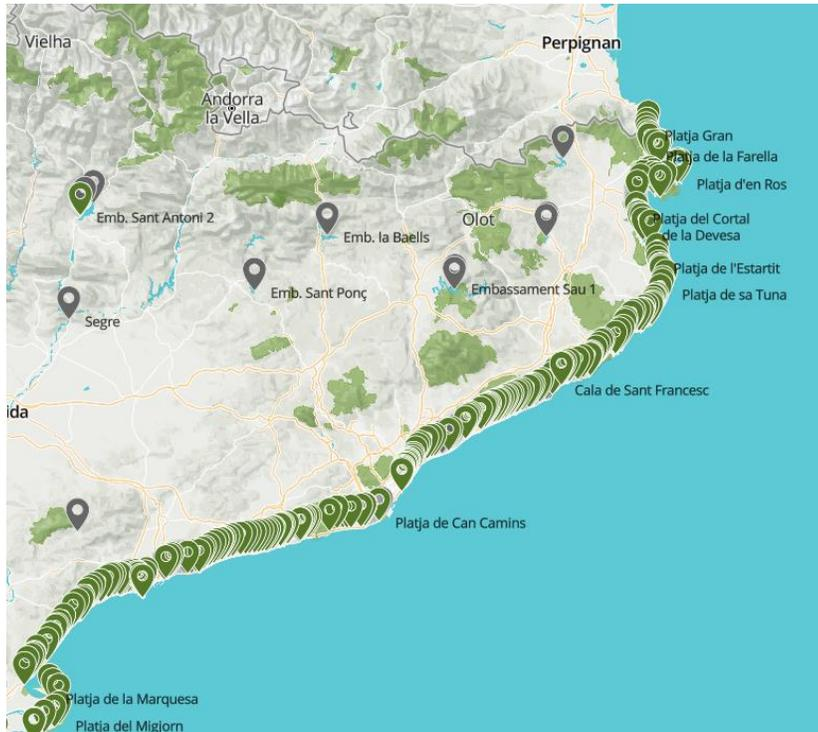 Vielha
Perpignan
Andorra
la Vella
Platja Gran
Platja de la Farella
Platja d'en Ros
Emb. Sant Antoni 2
Olot
Platja del Cortal
de la Devesa
Emb. la Baells
Platja de l'Estartit
Emb. Sant Ponç
Embassament Sau 1
Platja de sa Tuna
Segre
Cala de Sant Francesc
ida
Platja de Can Camins
Platja de la Marquesa
Platja del Migjorn